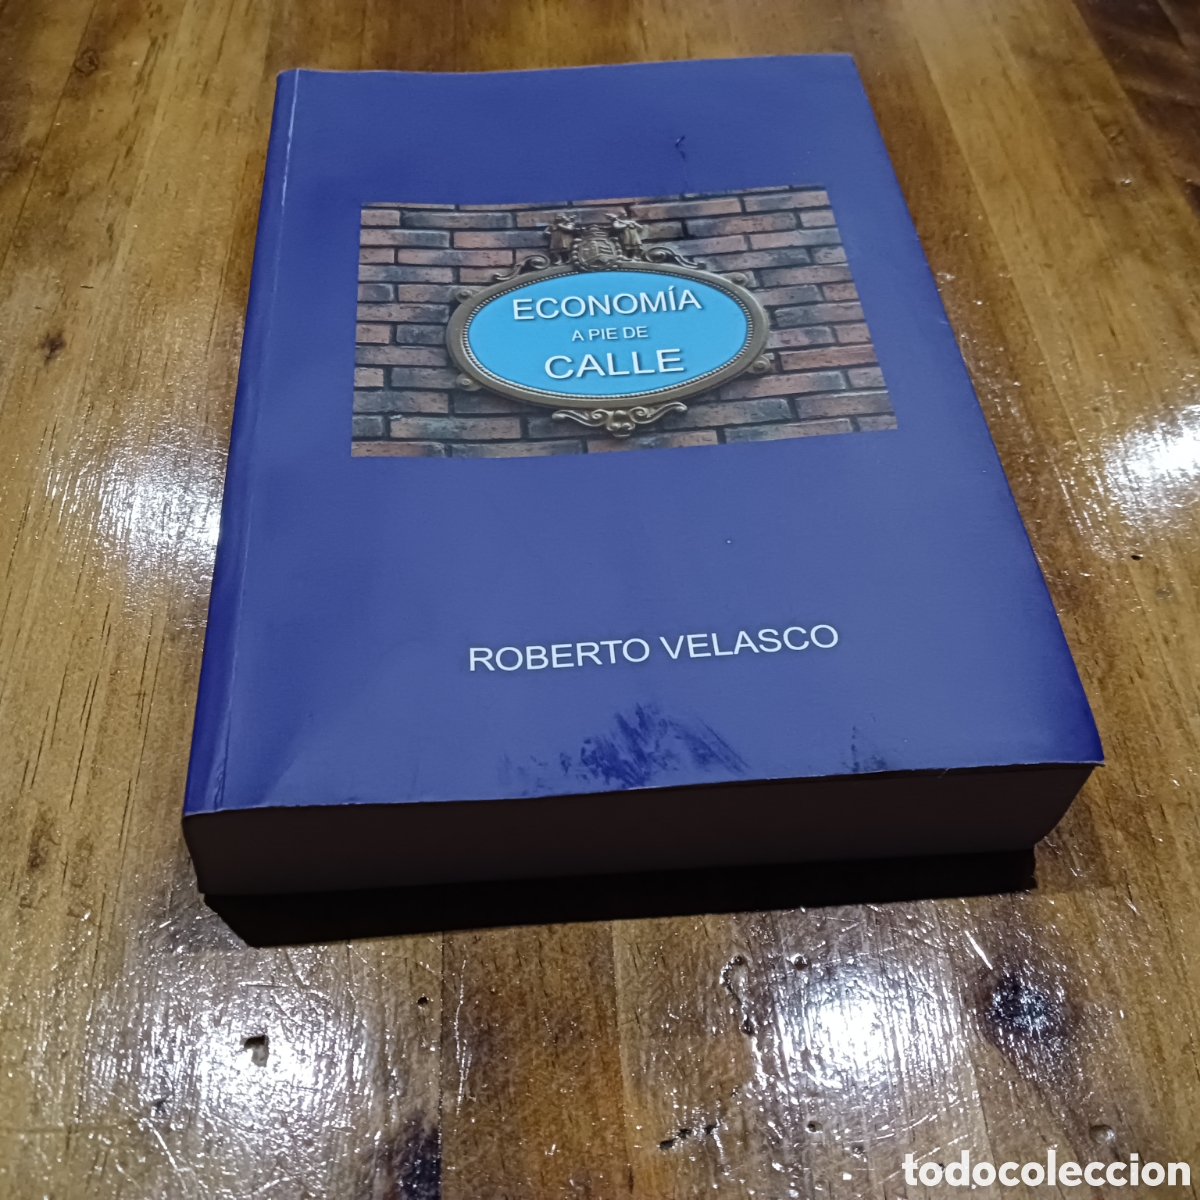 ECONOMÍA
A PIE DE
CALLE
ROBERTO VELASCO
todocoleccion